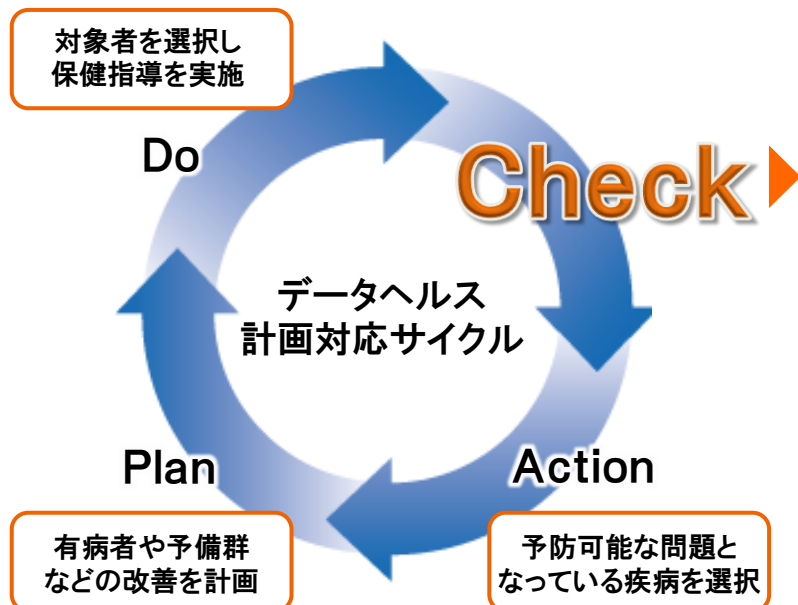 対象者を選択し
保健指導を実施
Do
Check
データヘルス
計画対応サイクル
Plan
Action
有病者や予備群
などの改善を計画
予防可能な問題と
なっている疾病を選択